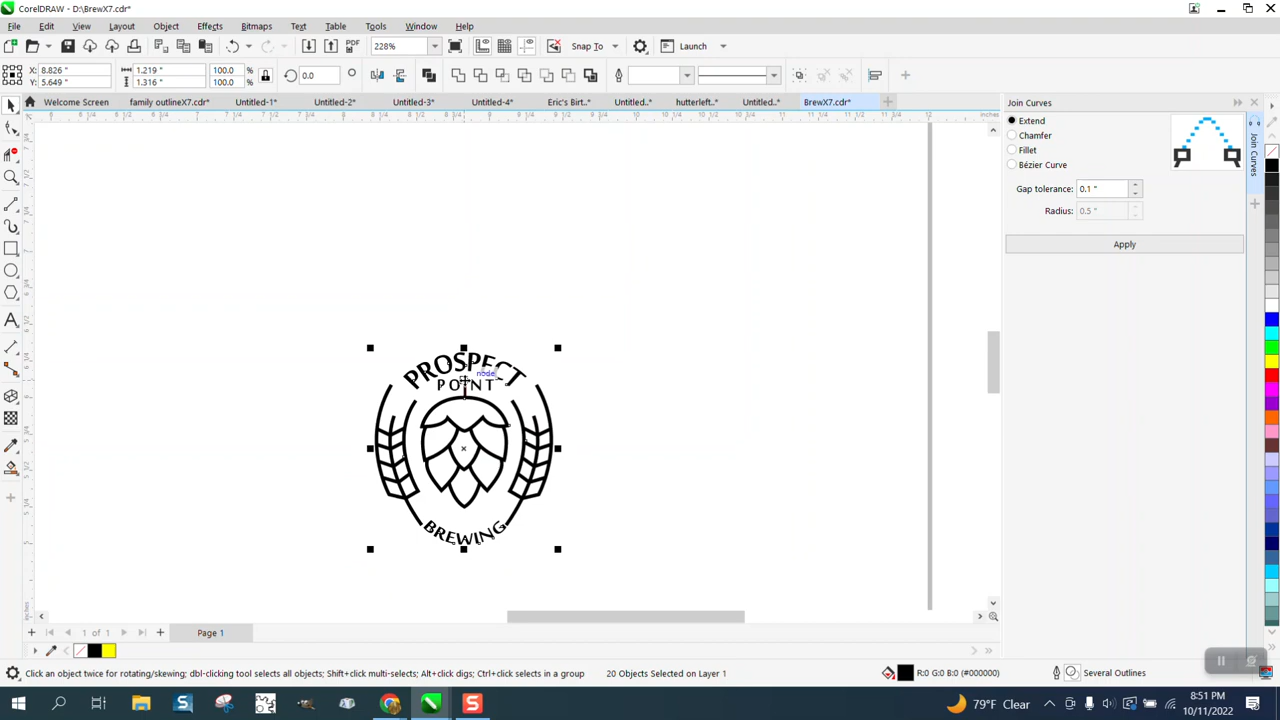 CorelDRAW - D:\BrewX7.cdr*
File Edit View Layout Object Effects Bitmaps Text Table Tools Window Help
PDF 228% Snap To Launch
X: 8.826 " 1.219 " 100.0 0.0
Y: 5.649 " 1.316 " 100.0
Welcome Screen family outlineX7.cdr* Untitled-1* Untitled-2* Untitled-3* Untitled-4* Eric's Birt..* Untitled..* hutterleft..* Untitled..* BrewX7.cdr*
inches
Join Curves
Extend
Chamfer
Fillet
Bézier Curve
Gap tolerance: 0.1 "
Radius: 0.5 "
Apply
Join Curves
PROSPECT
node
POINT
BREWING
inches
1 of 1 Page 1
Click an object twice for rotating/skewing; dbl-clicking tool selects all objects; Shift+click multi-selects; Alt+click digs; Ctrl+click selects in a group 20 Objects Selected on Layer 1 R:0 G:0 B:0 (#000000) Several Outlines
79°F Clear 8:51 PM
10/11/2022